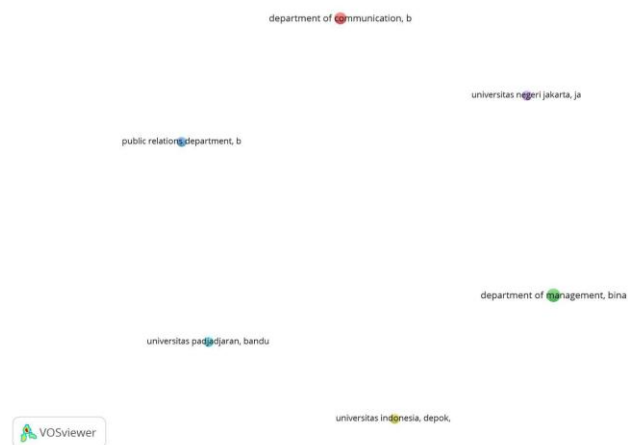 department of communication, b
universitas negeri jakarta, ja
public relations department, b
department of management, bina
universitas padjadjaran, bandu
universitas indonesia, depok,
VOSviewer